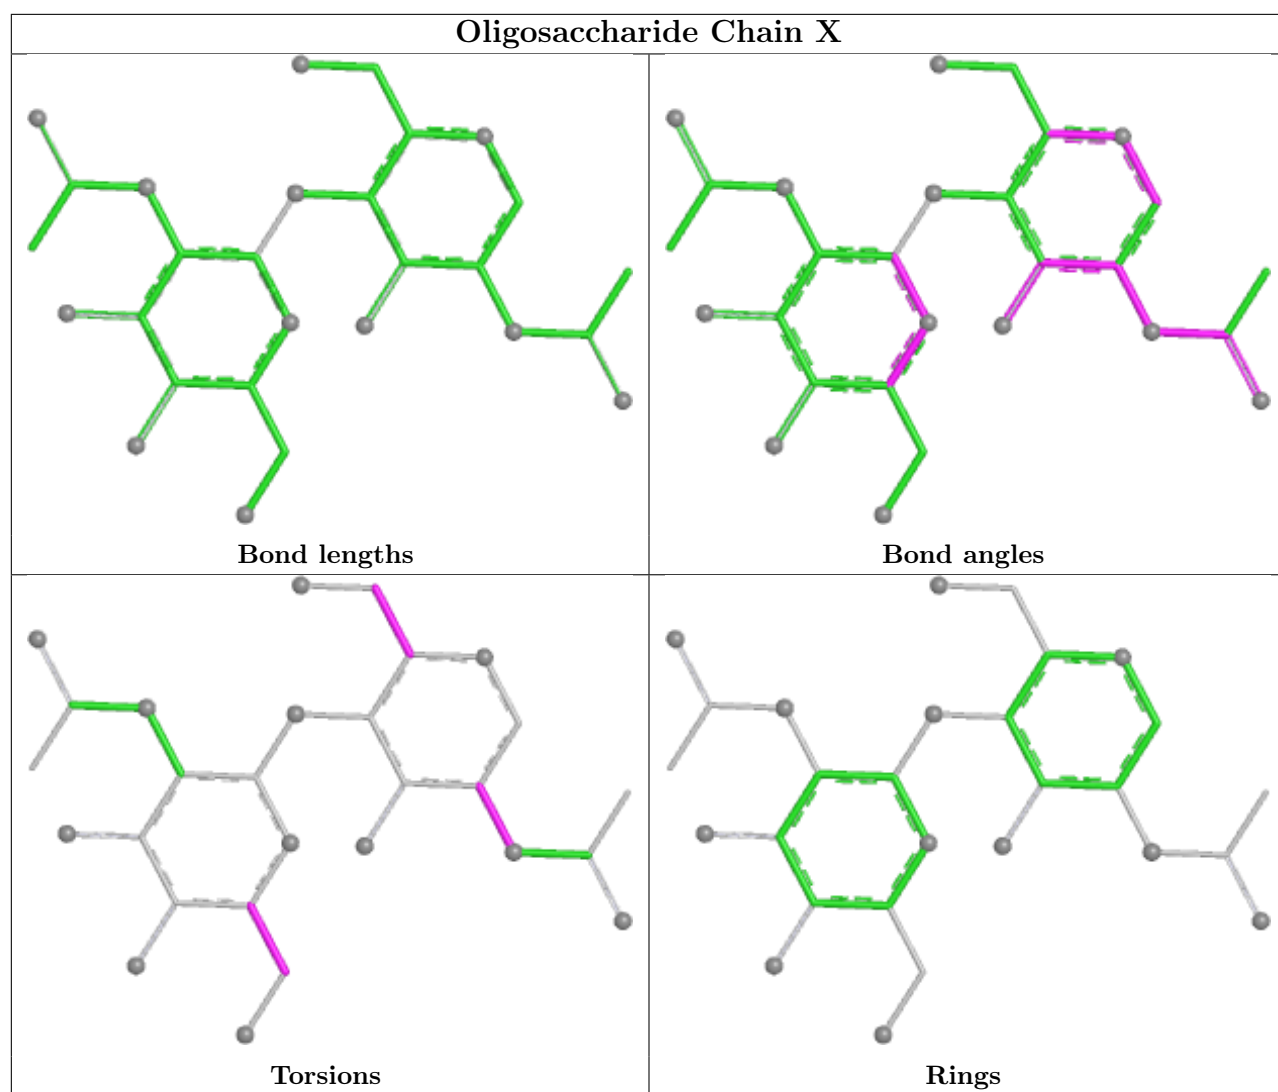 Oligosaccharide Chain X
Bond lengths
Bond angles
Torsions
Rings